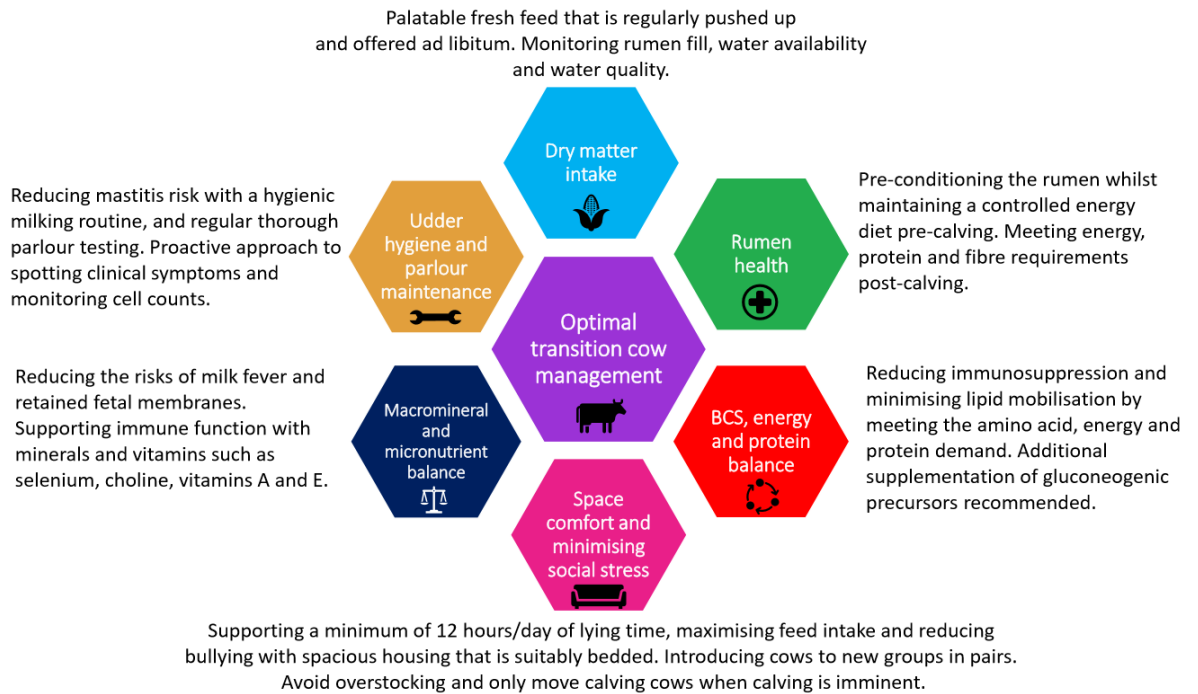 Palatable fresh feed that is regularly pushed up
and offered ad libitum. Monitoring rumen fill, water availability
and water quality.
Dry matter
intake
Reducing mastitis risk with a hygienic
milking routine, and regular thorough
parlour testing. Proactive approach to
spotting clinical symptoms and
monitoring cell counts.
Udder
hygiene and
parlour
maintenance
Rumen
health
Pre-conditioning the rumen whilst
maintaining a controlled energy
diet pre-calving. Meeting energy,
protein and fibre requirements
post-calving.
Optimal
transition cow
management
Reducing the risks of milk fever and
retained fetal membranes.
Supporting immune function with
minerals and vitamins such as
selenium, choline, vitamins A and E.
Macromineral
and
micronutrient
balance
BCS, energy
and protein
balance
Reducing immunosuppression and
minimising lipid mobilisation by
meeting the amino acid, energy and
protein demand. Additional
supplementation of gluconeogenic
precursors recommended.
Space
comfort and
minimising
social stress
Supporting a minimum of 12 hours/day of lying time, maximising feed intake and reducing
bullying with spacious housing that is suitably bedded. Introducing cows to new groups in pairs.
Avoid overstocking and only move calving cows when calving is imminent.